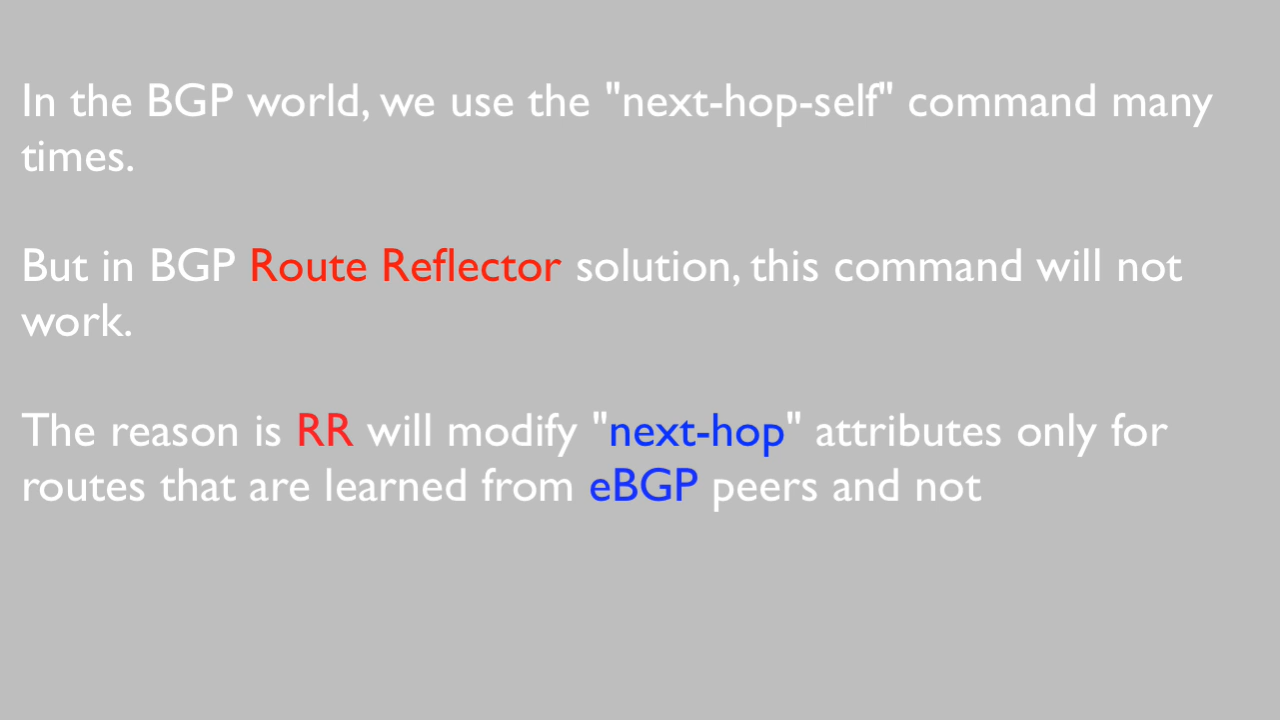 In the BGP world, we use the "next-hop-self" command many
times.
But in BGP Route Reflector solution, this command will not
work.
The reason is RR will modify "next-hop" attributes only for
routes that are learned from eBGP peers and not